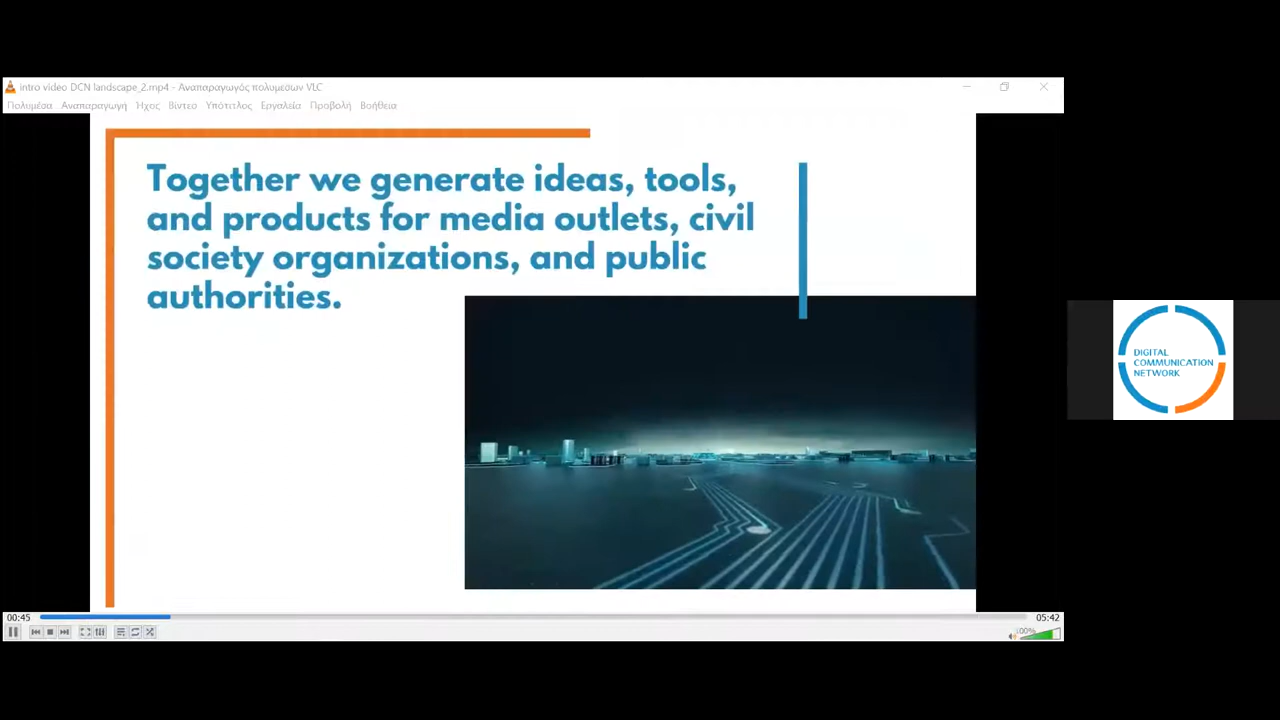 intro video DCN landscape_2.mp4 - Αναπαραγωγός πολυμέσων VLC
Πολυμέσα Αναπαραγωγή Ήχος Βίντεο Υπότιτλος Εργαλεία Προβολή Βοήθεια
Together we generate ideas, tools,
and products for media outlets, civil
society organizations, and public
authorities.
DIGITAL
COMMUNICATION
NETWORK
00:45
05:42
100%